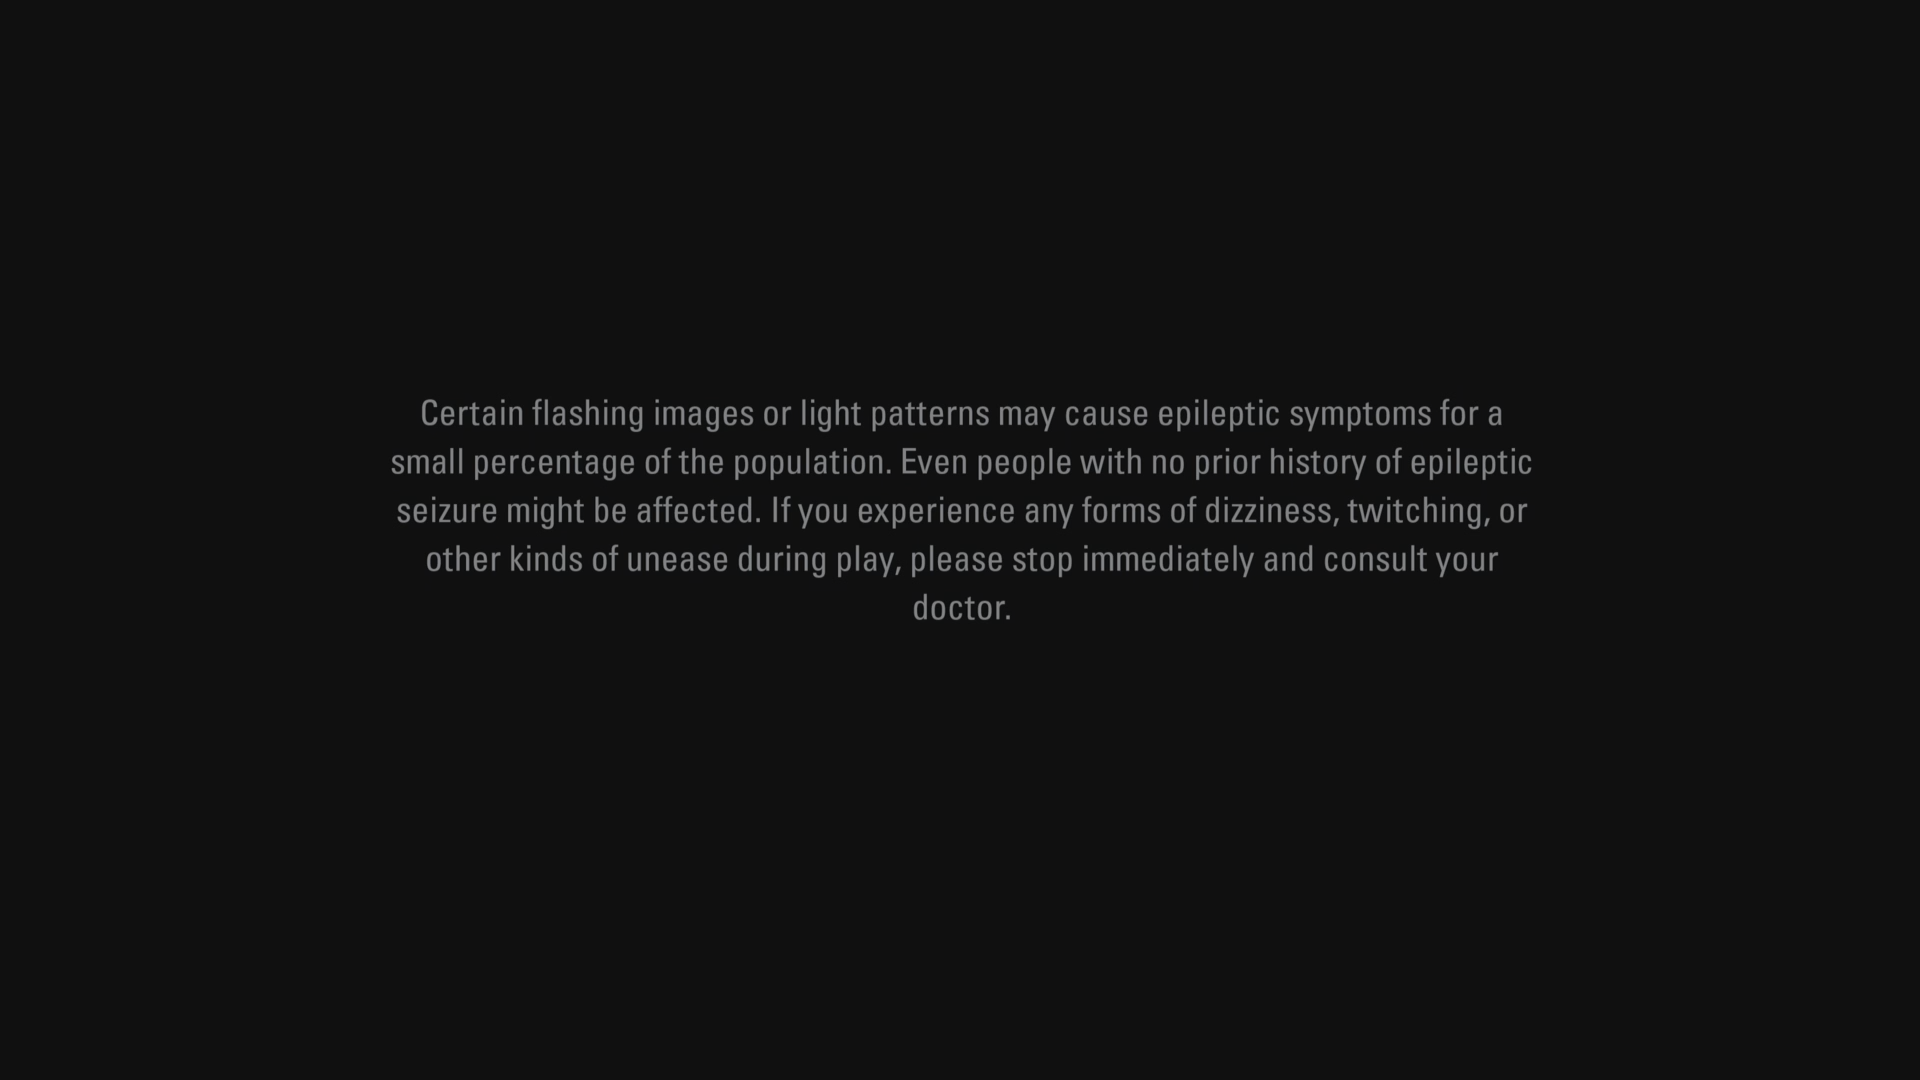 Certain flashing images or light patterns may cause epileptic symptoms for a
small percentage of the population. Even people with no prior history of epileptic
seizure might be affected. If you experience any forms of dizziness, twitching, or
other kinds of unease during play, please stop immediately and consult your
doctor.